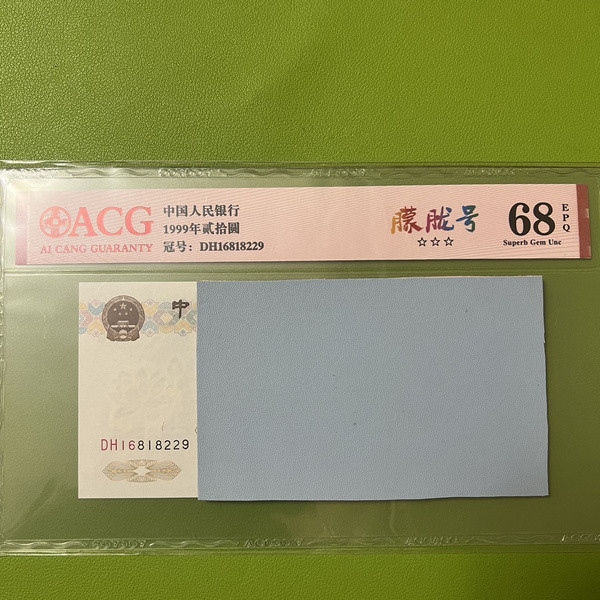 ACG
AI CANG GUARANTY
中国人民银行
1999年贰拾圆
冠号：DH16818229
朦胧号
☆☆☆
68
EPQ
Superb Gem Unc
中
DH16818229